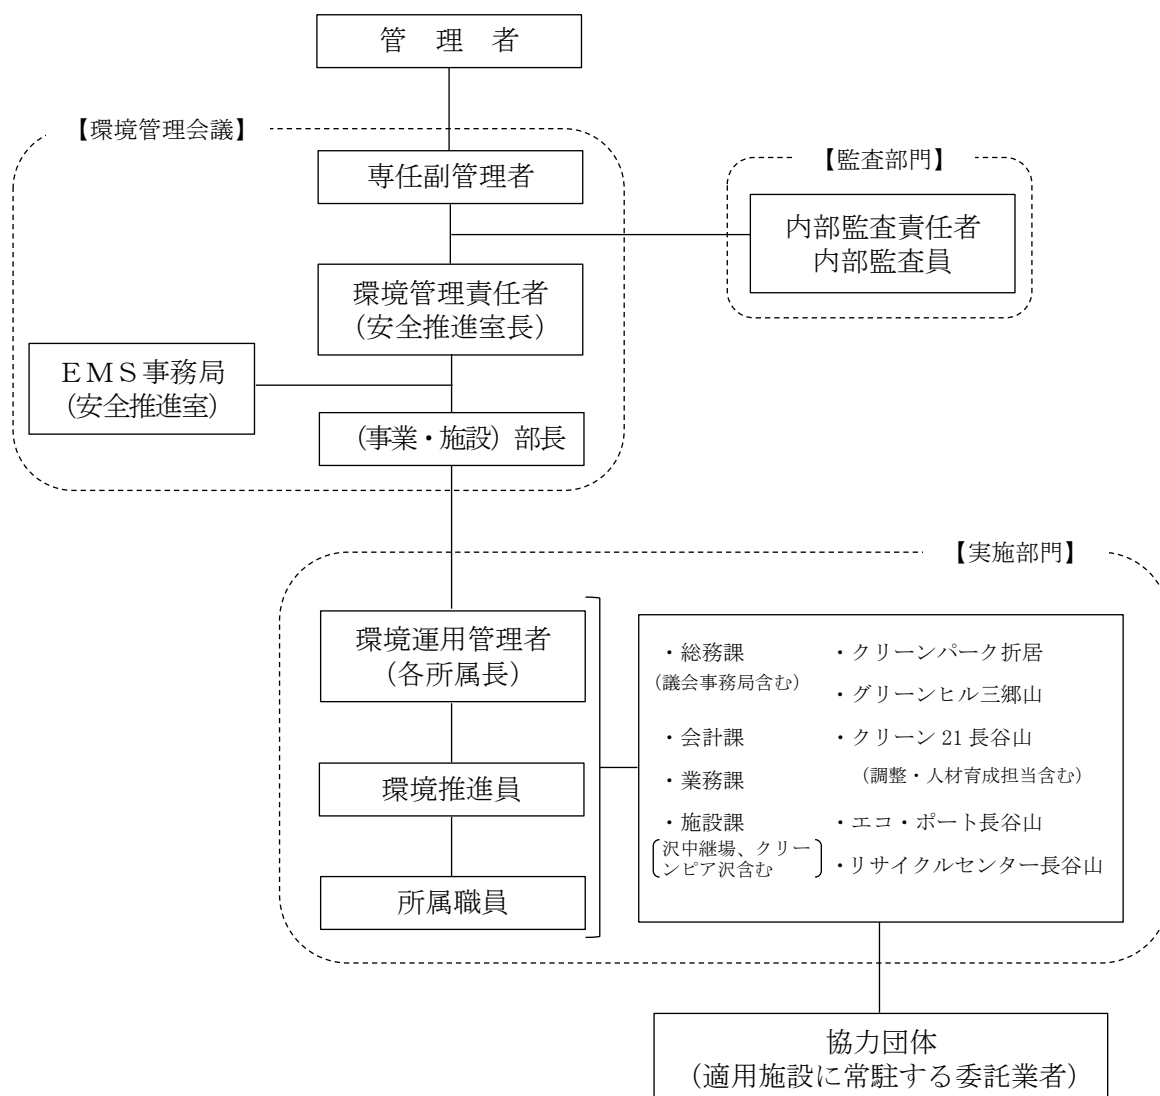 管 理 者
【環境管理会議】
専任副管理者
【監査部門】
内部監査責任者
内部監査員
環境管理責任者
（安全推進室長）
ＥＭＳ事務局
（安全推進室）
（事業・施設）部長
【実施部門】
環境運用管理者
（各所属長）
環境推進員
所属職員
・総務課
（議会事務局含む）
・会計課
・業務課
・施設課
沢中継場、クリー
ンピア沢含む
・クリーンパーク折居
・グリーンヒル三郷山
・クリーン 21 長谷山
（調整・人材育成担当含む）
・エコ・ポート長谷山
・リサイクルセンター長谷山
協力団体
（適用施設に常駐する委託業者）